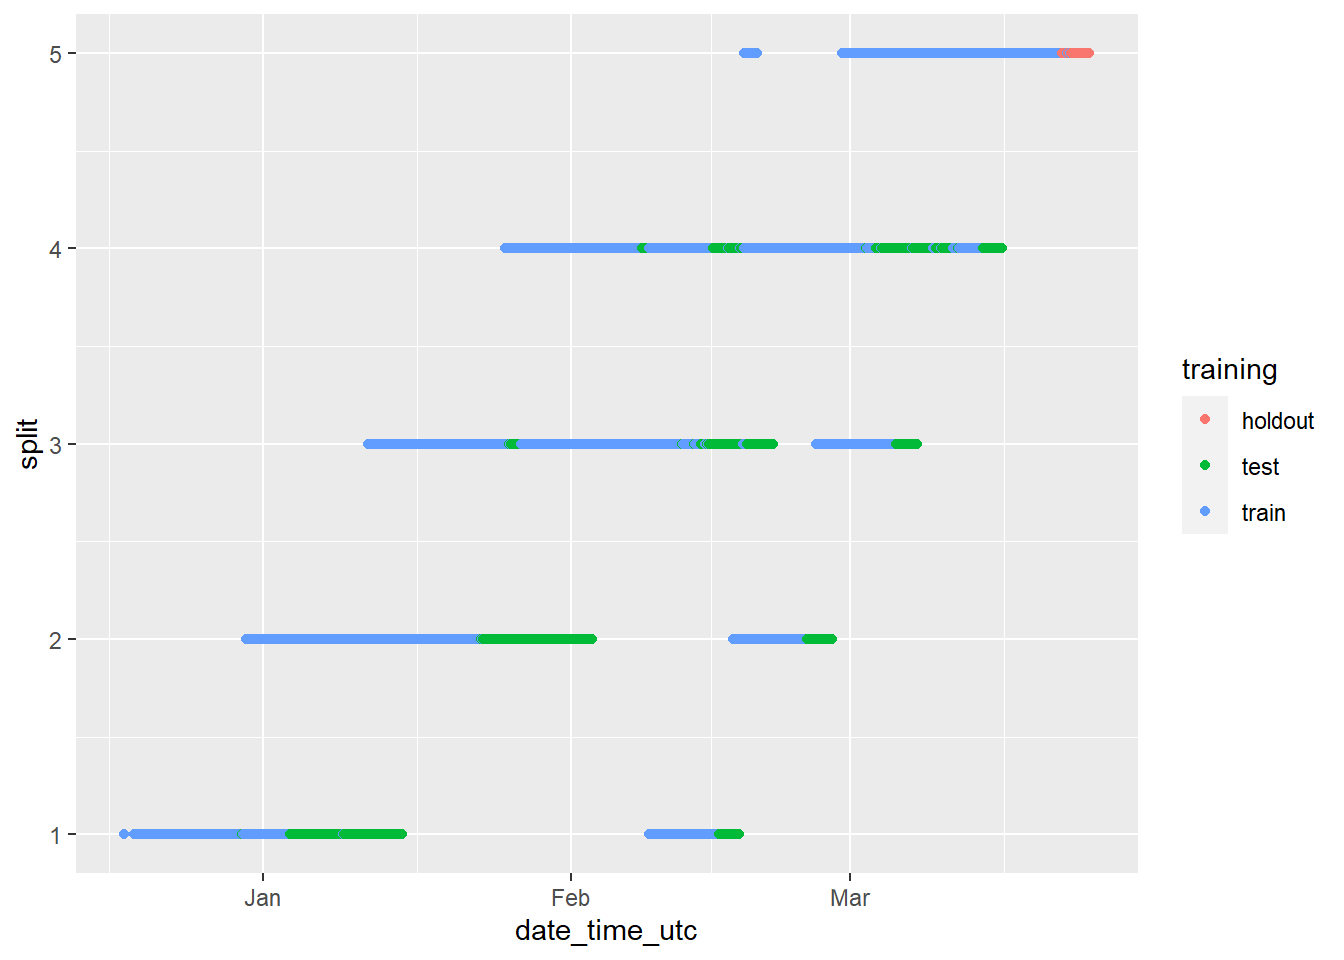 5
4
3
2
1
split
Jan Feb Mar
date_time_utc
training
holdout
test
train